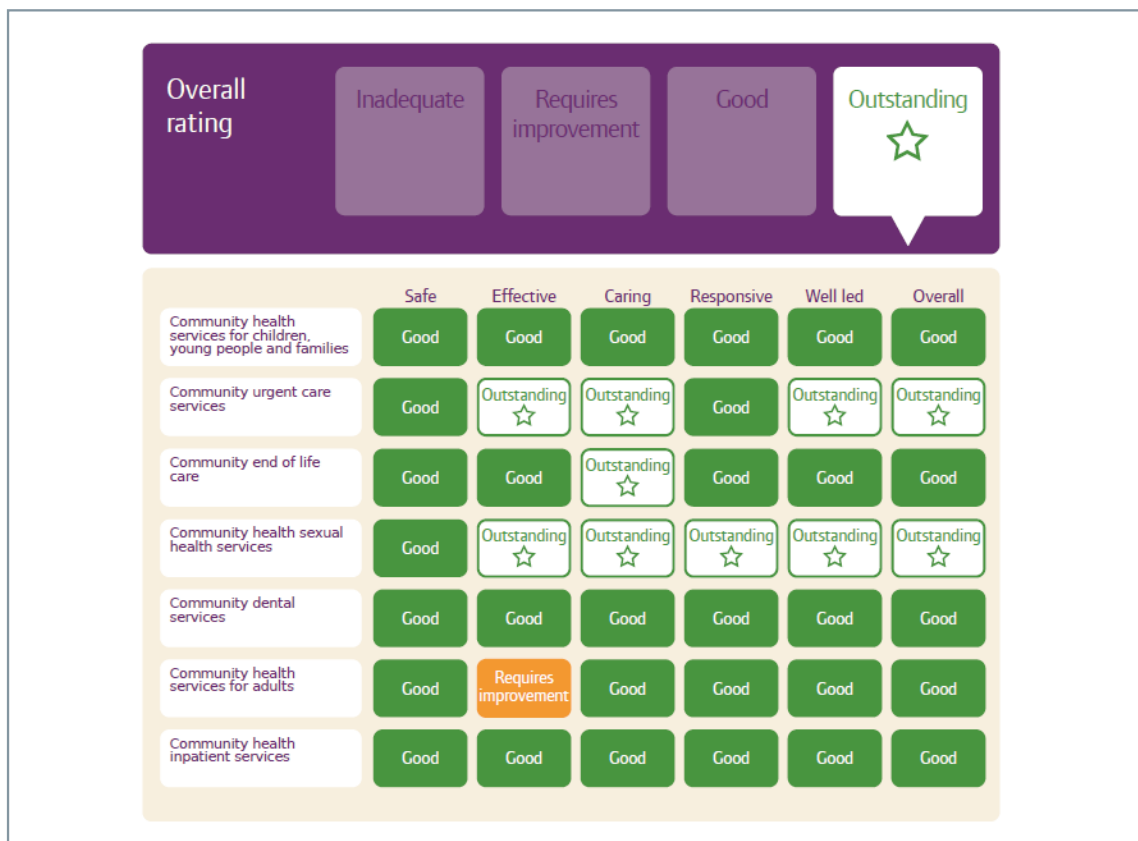 Overall
rating
Inadequate
Requires
improvement
Good
Outstanding
Safe Effective Caring Responsive Well led Overall
Community health
services for children,
young people and families
Good Good Good Good Good Good
Community urgent care
services
Good Outstanding Outstanding Good Outstanding Outstanding
Community end of life
care
Good Good Outstanding Good Good Good
Community health sexual
health services
Good Outstanding Outstanding Outstanding Outstanding Outstanding
Community dental
services
Good Good Good Good Good Good
Community health
services for adults
Good Requires
improvement Good Good Good Good
Community health
inpatient services
Good Good Good Good Good Good